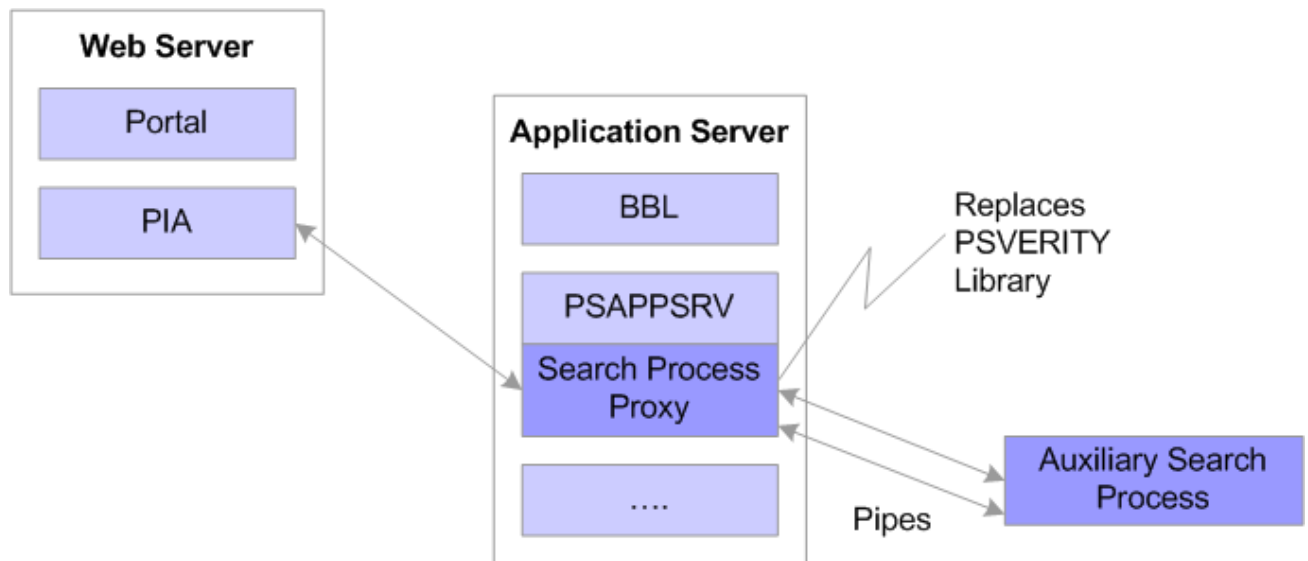 Web Server
Portal
PIA
Application Server
BBL
PSAPPSRV
Search Process
Proxy
....
Replaces
PSVERITY
Library
Pipes
Auxiliary Search
Process